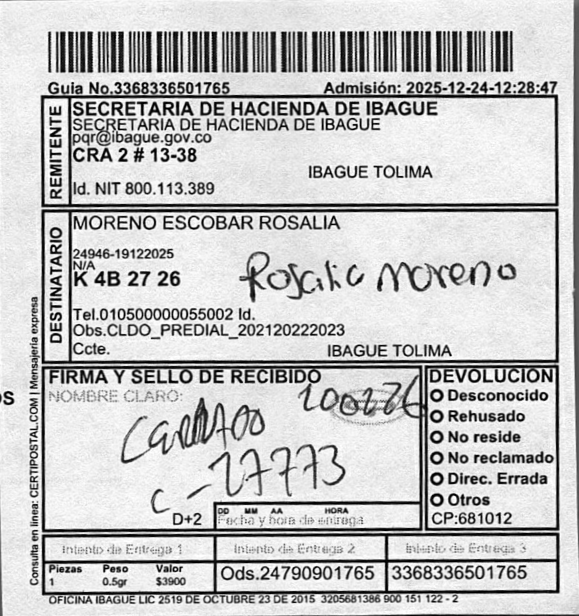 Guia No.3368336501765 Admisión: 2025-12-24-12:28:47
REMITENTE
SECRETARIA DE HACIENDA DE IBAGUE
SECRETARIA DE HACIENDA DE IBAGUE
pqr@ibague.gov.co
CRA 2 # 13-38
IBAGUE TOLIMA
Id. NIT 800.113.389
DESTINATARIO
MORENO ESCOBAR ROSALIA
24946-19122025
N/A
K 4B 27 26
Rosalia Moreno
Tel.010500000055002 Id.
Obs.CLDO_PREDIAL_202120222023
Ccte. IBAGUE TOLIMA
Consulta en linea: CERTIPOSTAL.COM | Mensajería expresa
OS
FIRMA Y SELLO DE RECIBIDO
NOMBRE CLARO:
C-27773
D+2
DD MM AA HORA
Fecha y hora de entrega
DEVOLUCION
Desconocido
Rehusado
No reside
No reclamado
Direc. Errada
Otros
CP:681012
Intento de Entrega 1 Intento de Entrega 2 Intento de Entrega 3
Piezas Peso Valor
1 0.5gr $3900
Ods.24790901765 3368336501765
OFICINA IBAGUE LIC 2519 DE OCTUBRE 23 DE 2015 3205681386 900 151 122 - 2